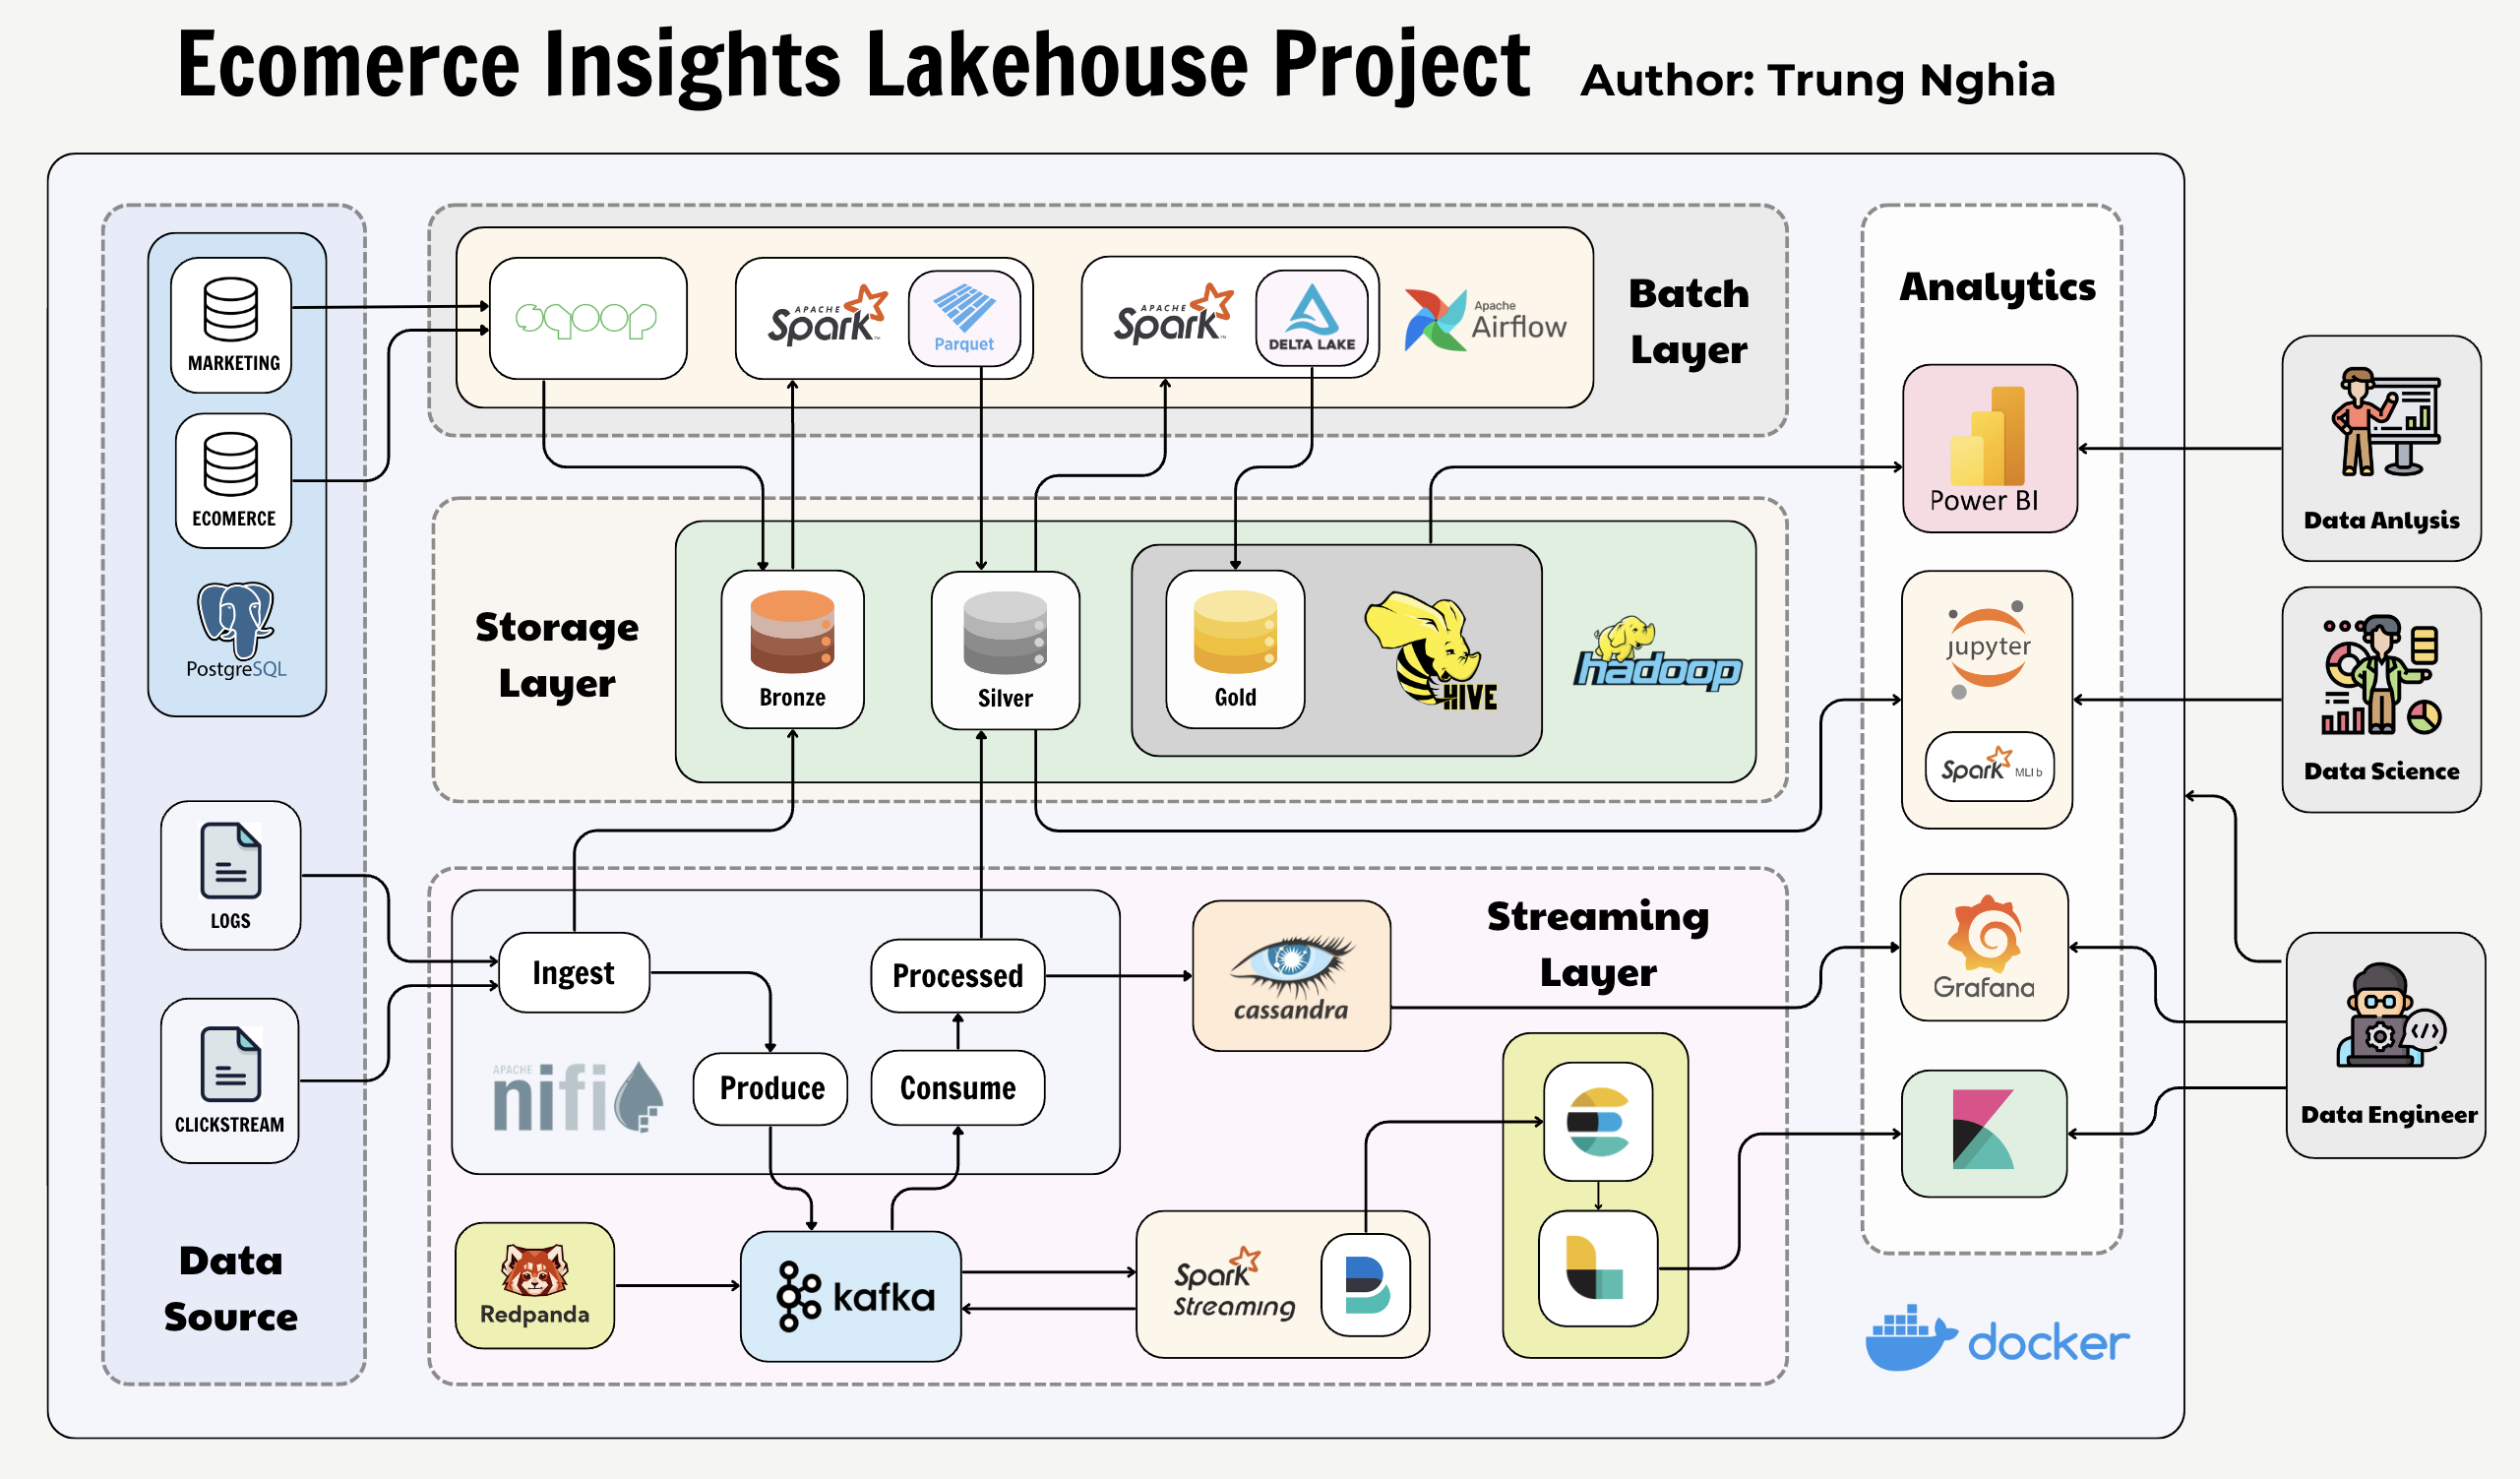 Ecomerce Insights Lakehouse Project
Author: Trung Nghia
MARKETING
ECOMERCE
PostgreSQL
LOGS
CLICKSTREAM
Data
Source
sqoop
APACHE
Spark™
Parquet
APACHE
Spark™
DELTA LAKE
Apache
Airflow
Batch
Layer
Storage
Layer
Bronze
Silver
Gold
HIVE
hadoop
Streaming
Layer
Ingest
Processed
Produce
Consume
APACHE
nifi
cassandra
Redpanda
kafka
Spark
Streaming
Analytics
Power BI
jupyter
Spark MLlib
Grafana
docker
Data Anlysis
Data Science
Data Engineer